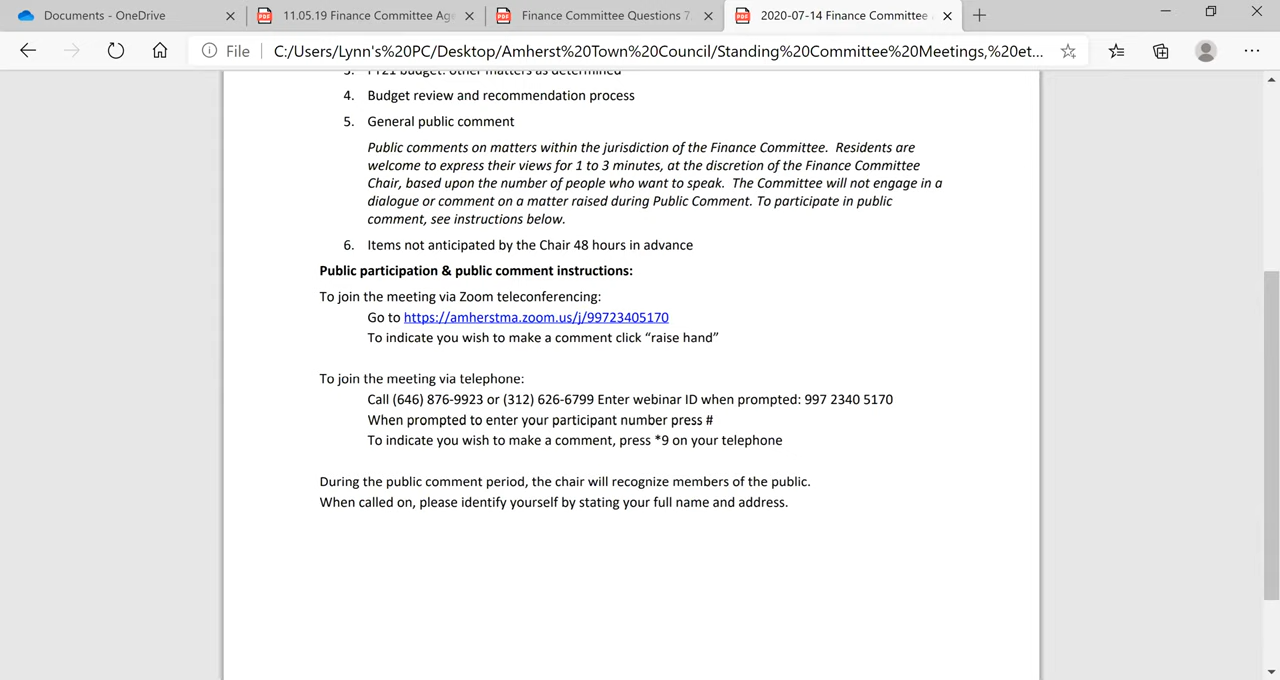 Documents - OneDrive
11.05.19 Finance Committee Age
Finance Committee Questions 7.
2020-07-14 Finance Committee
File
C:/Users/Lynn's%20PC/Desktop/Amherst%20Town%20Council/Standing%20Committee%20Meetings,%20et...
3. FY21 budget: other matters as determined
4. Budget review and recommendation process
5. General public comment
Public comments on matters within the jurisdiction of the Finance Committee. Residents are
welcome to express their views for 1 to 3 minutes, at the discretion of the Finance Committee
Chair, based upon the number of people who want to speak. The Committee will not engage in a
dialogue or comment on a matter raised during Public Comment. To participate in public
comment, see instructions below.
6. Items not anticipated by the Chair 48 hours in advance
Public participation & public comment instructions:
To join the meeting via Zoom teleconferencing:
Go to https://amherstma.zoom.us/j/99723405170
To indicate you wish to make a comment click “raise hand”
To join the meeting via telephone:
Call (646) 876-9923 or (312) 626-6799 Enter webinar ID when prompted: 997 2340 5170
When prompted to enter your participant number press #
To indicate you wish to make a comment, press *9 on your telephone
During the public comment period, the chair will recognize members of the public.
When called on, please identify yourself by stating your full name and address.